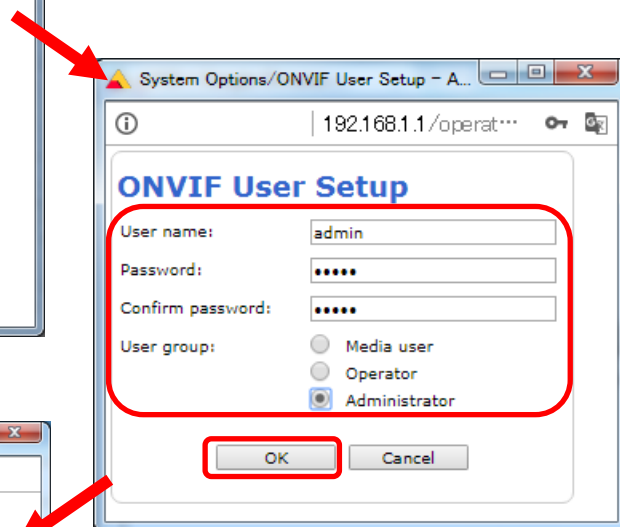 System Options/ONVIF User Setup - A...
192.168.1.1/operat...
ONVIF User Setup
User name: admin
Password: •••••
Confirm password: •••••
User group: Media user
Operator
Administrator
OK Cancel